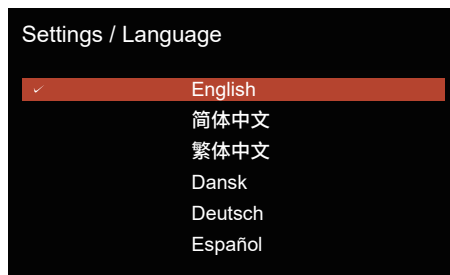 Settings / Language
✓ English
简体中文
繁体中文
Dansk
Deutsch
Español